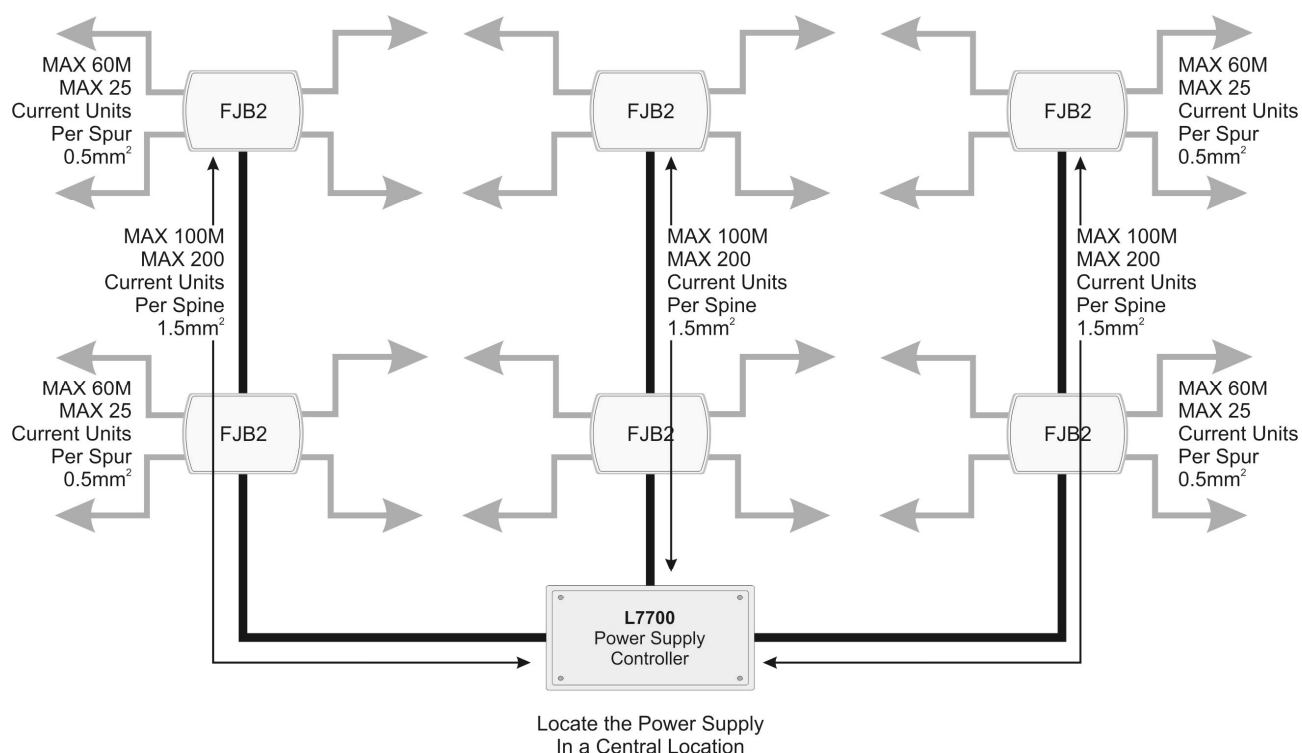 MAX 60M
MAX 25
Current Units
Per Spur
0.5mm²
FJB2
FJB2
FJB2
MAX 60M
MAX 25
Current Units
Per Spur
0.5mm²
MAX 100M
MAX 200
Current Units
Per Spine
1.5mm²
MAX 100M
MAX 200
Current Units
Per Spine
1.5mm²
MAX 100M
MAX 200
Current Units
Per Spine
1.5mm²
MAX 60M
MAX 25
Current Units
Per Spur
0.5mm²
FJB2
FJB2
FJB2
MAX 60M
MAX 25
Current Units
Per Spur
0.5mm²
L7700
Power Supply
Controller
Locate the Power Supply
In a Central Location